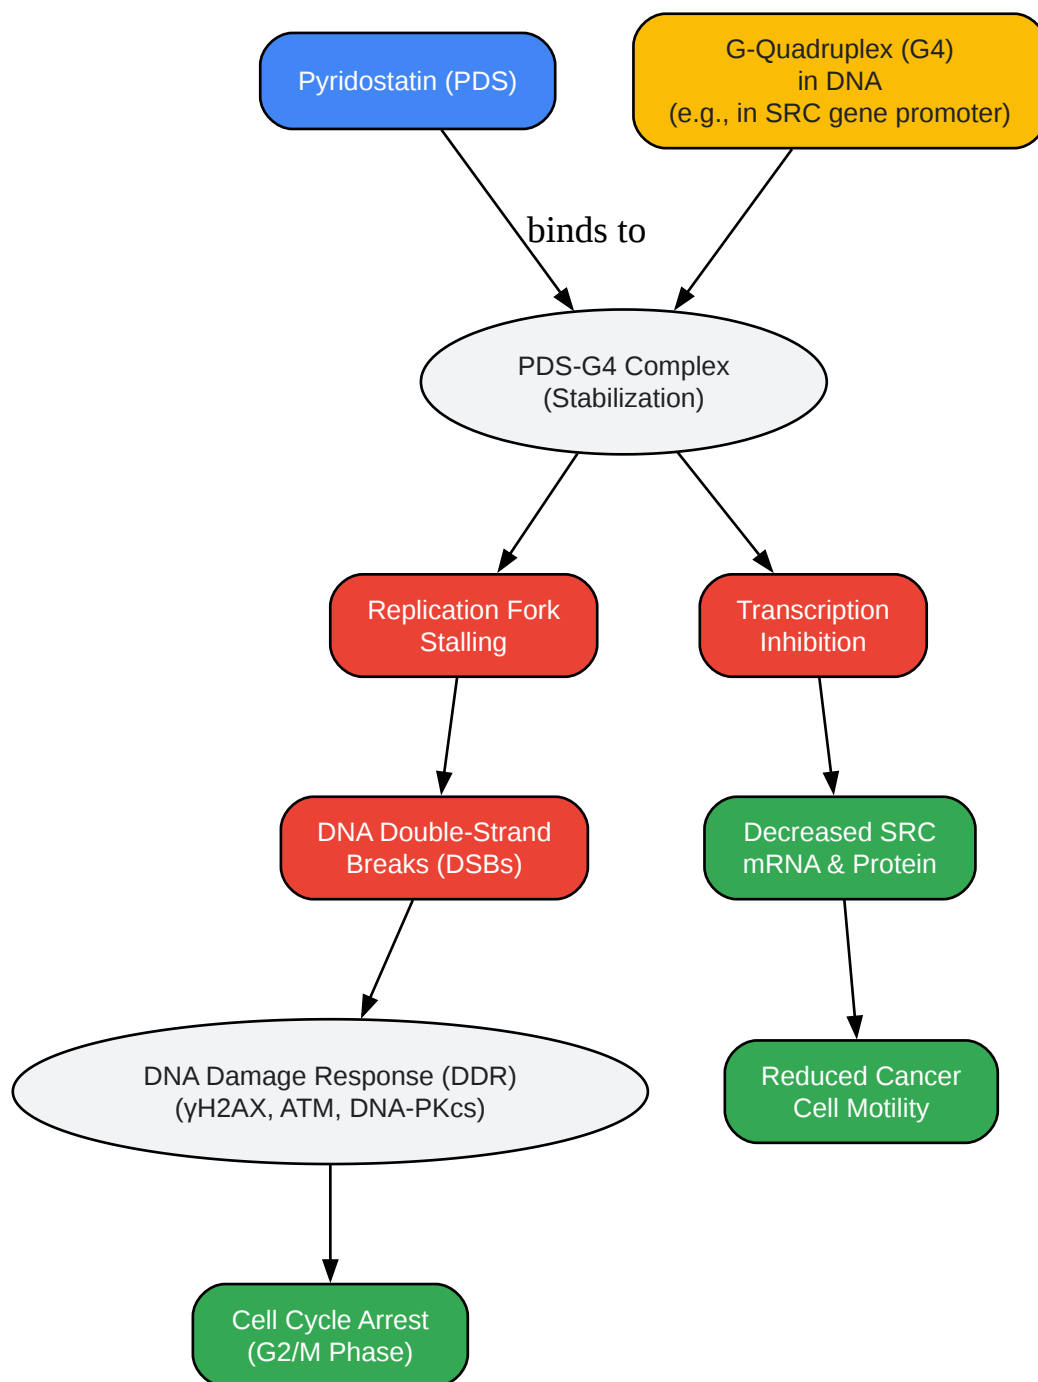 Pyridostatin (PDS)
G-Quadruplex (G4)
in DNA
(e.g., in SRC gene promoter)
binds to
PDS-G4 Complex
(Stabilization)
Replication Fork
Stalling
Transcription
Inhibition
DNA Double-Strand
Breaks (DSBs)
Decreased SRC
mRNA & Protein
DNA Damage Response (DDR)
(γH2AX, ATM, DNA-PKcs)
Reduced Cancer
Cell Motility
Cell Cycle Arrest
(G2/M Phase)